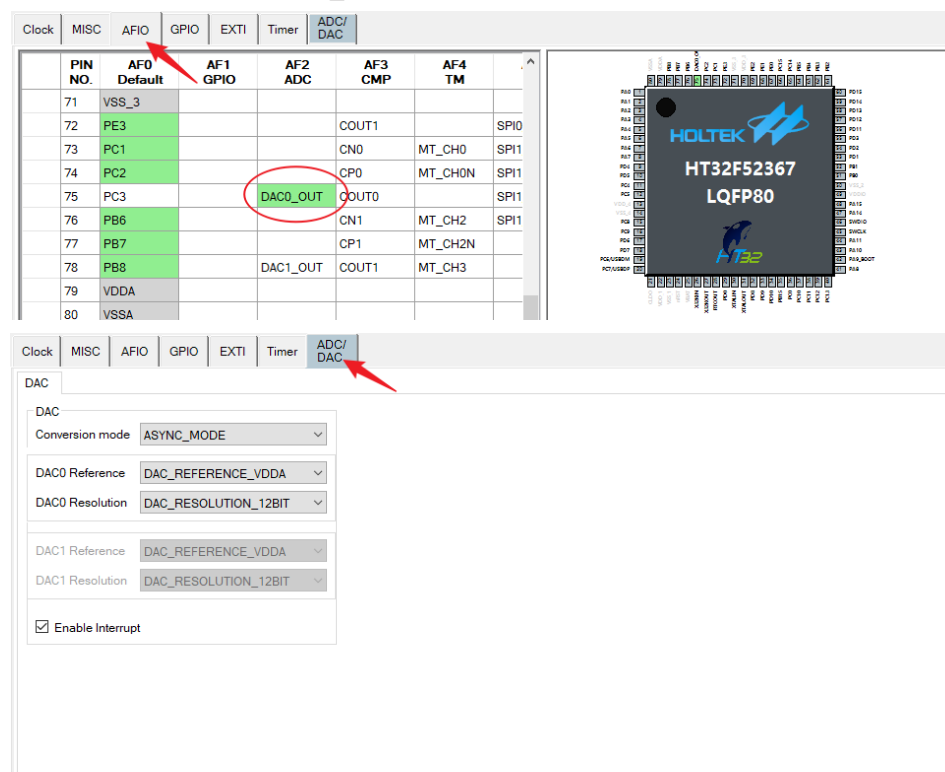 Clock MISC AFIO GPIO EXTI Timer ADC/ DAC
PIN NO. AF0 Default AF1 GPIO AF2 ADC AF3 CMP AF4 TM
71 VSS_3
72 PE3 COUT1 SPI0
73 PC1 CN0 MT_CH0 SPI1
74 PC2 CP0 MT_CH0N SPI1
75 PC3 DAC0_OUT COUT0 SPI1
76 PB6 CN1 MT_CH2 SPI1
77 PB7 CP1 MT_CH2N
78 PB8 DAC1_OUT COUT1 MT_CH3
79 VDDA
80 VSSA
HOLTEK
HT32F52367
LQFP80
HT32
Clock MISC AFIO GPIO EXTI Timer ADC/ DAC
DAC
DAC
Conversion mode ASYNC_MODE
DAC0 Reference DAC_REFERENCE_VDDA
DAC0 Resolution DAC_RESOLUTION_12BIT
DAC1 Reference DAC_REFERENCE_VDDA
DAC1 Resolution DAC_RESOLUTION_12BIT
Enable Interrupt